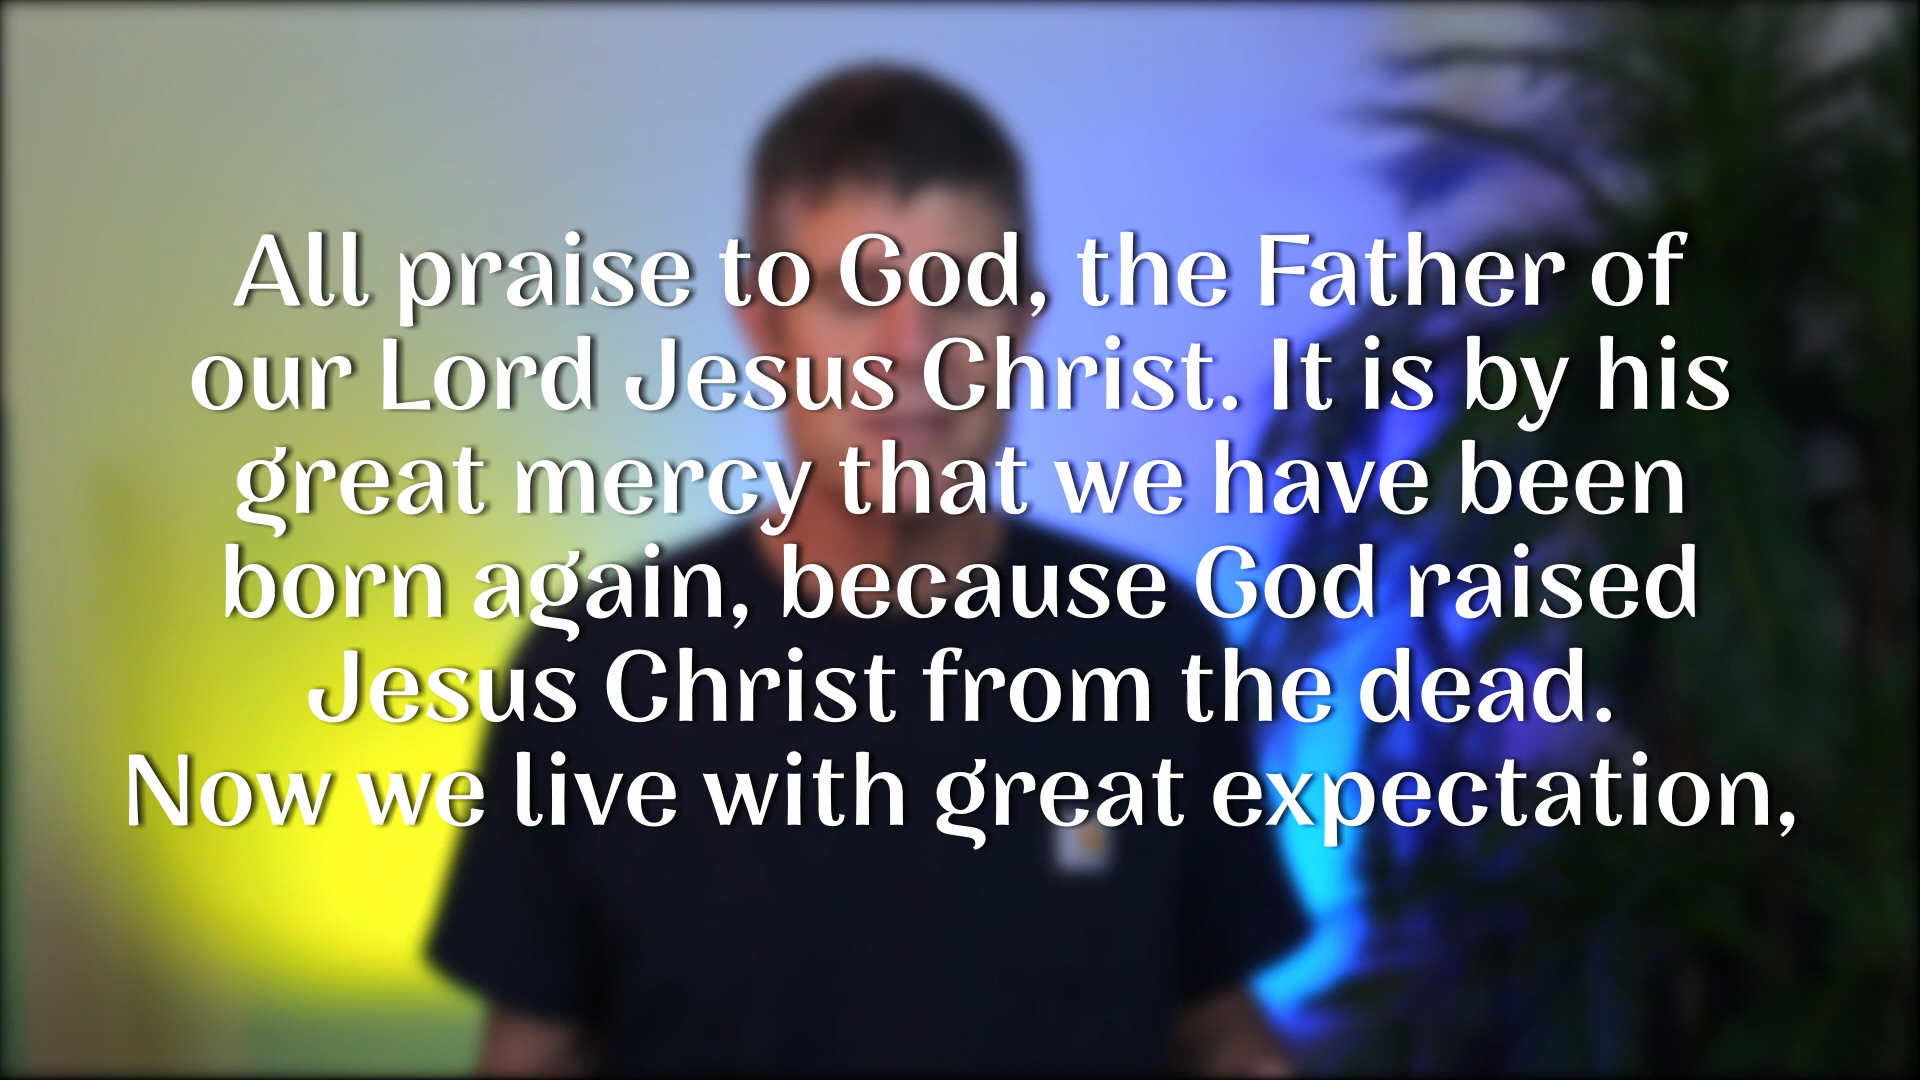 All praise to God, the Father of
our Lord Jesus Christ. It is by his
great mercy that we have been
born again, because God raised
Jesus Christ from the dead.
Now we live with great expectation,